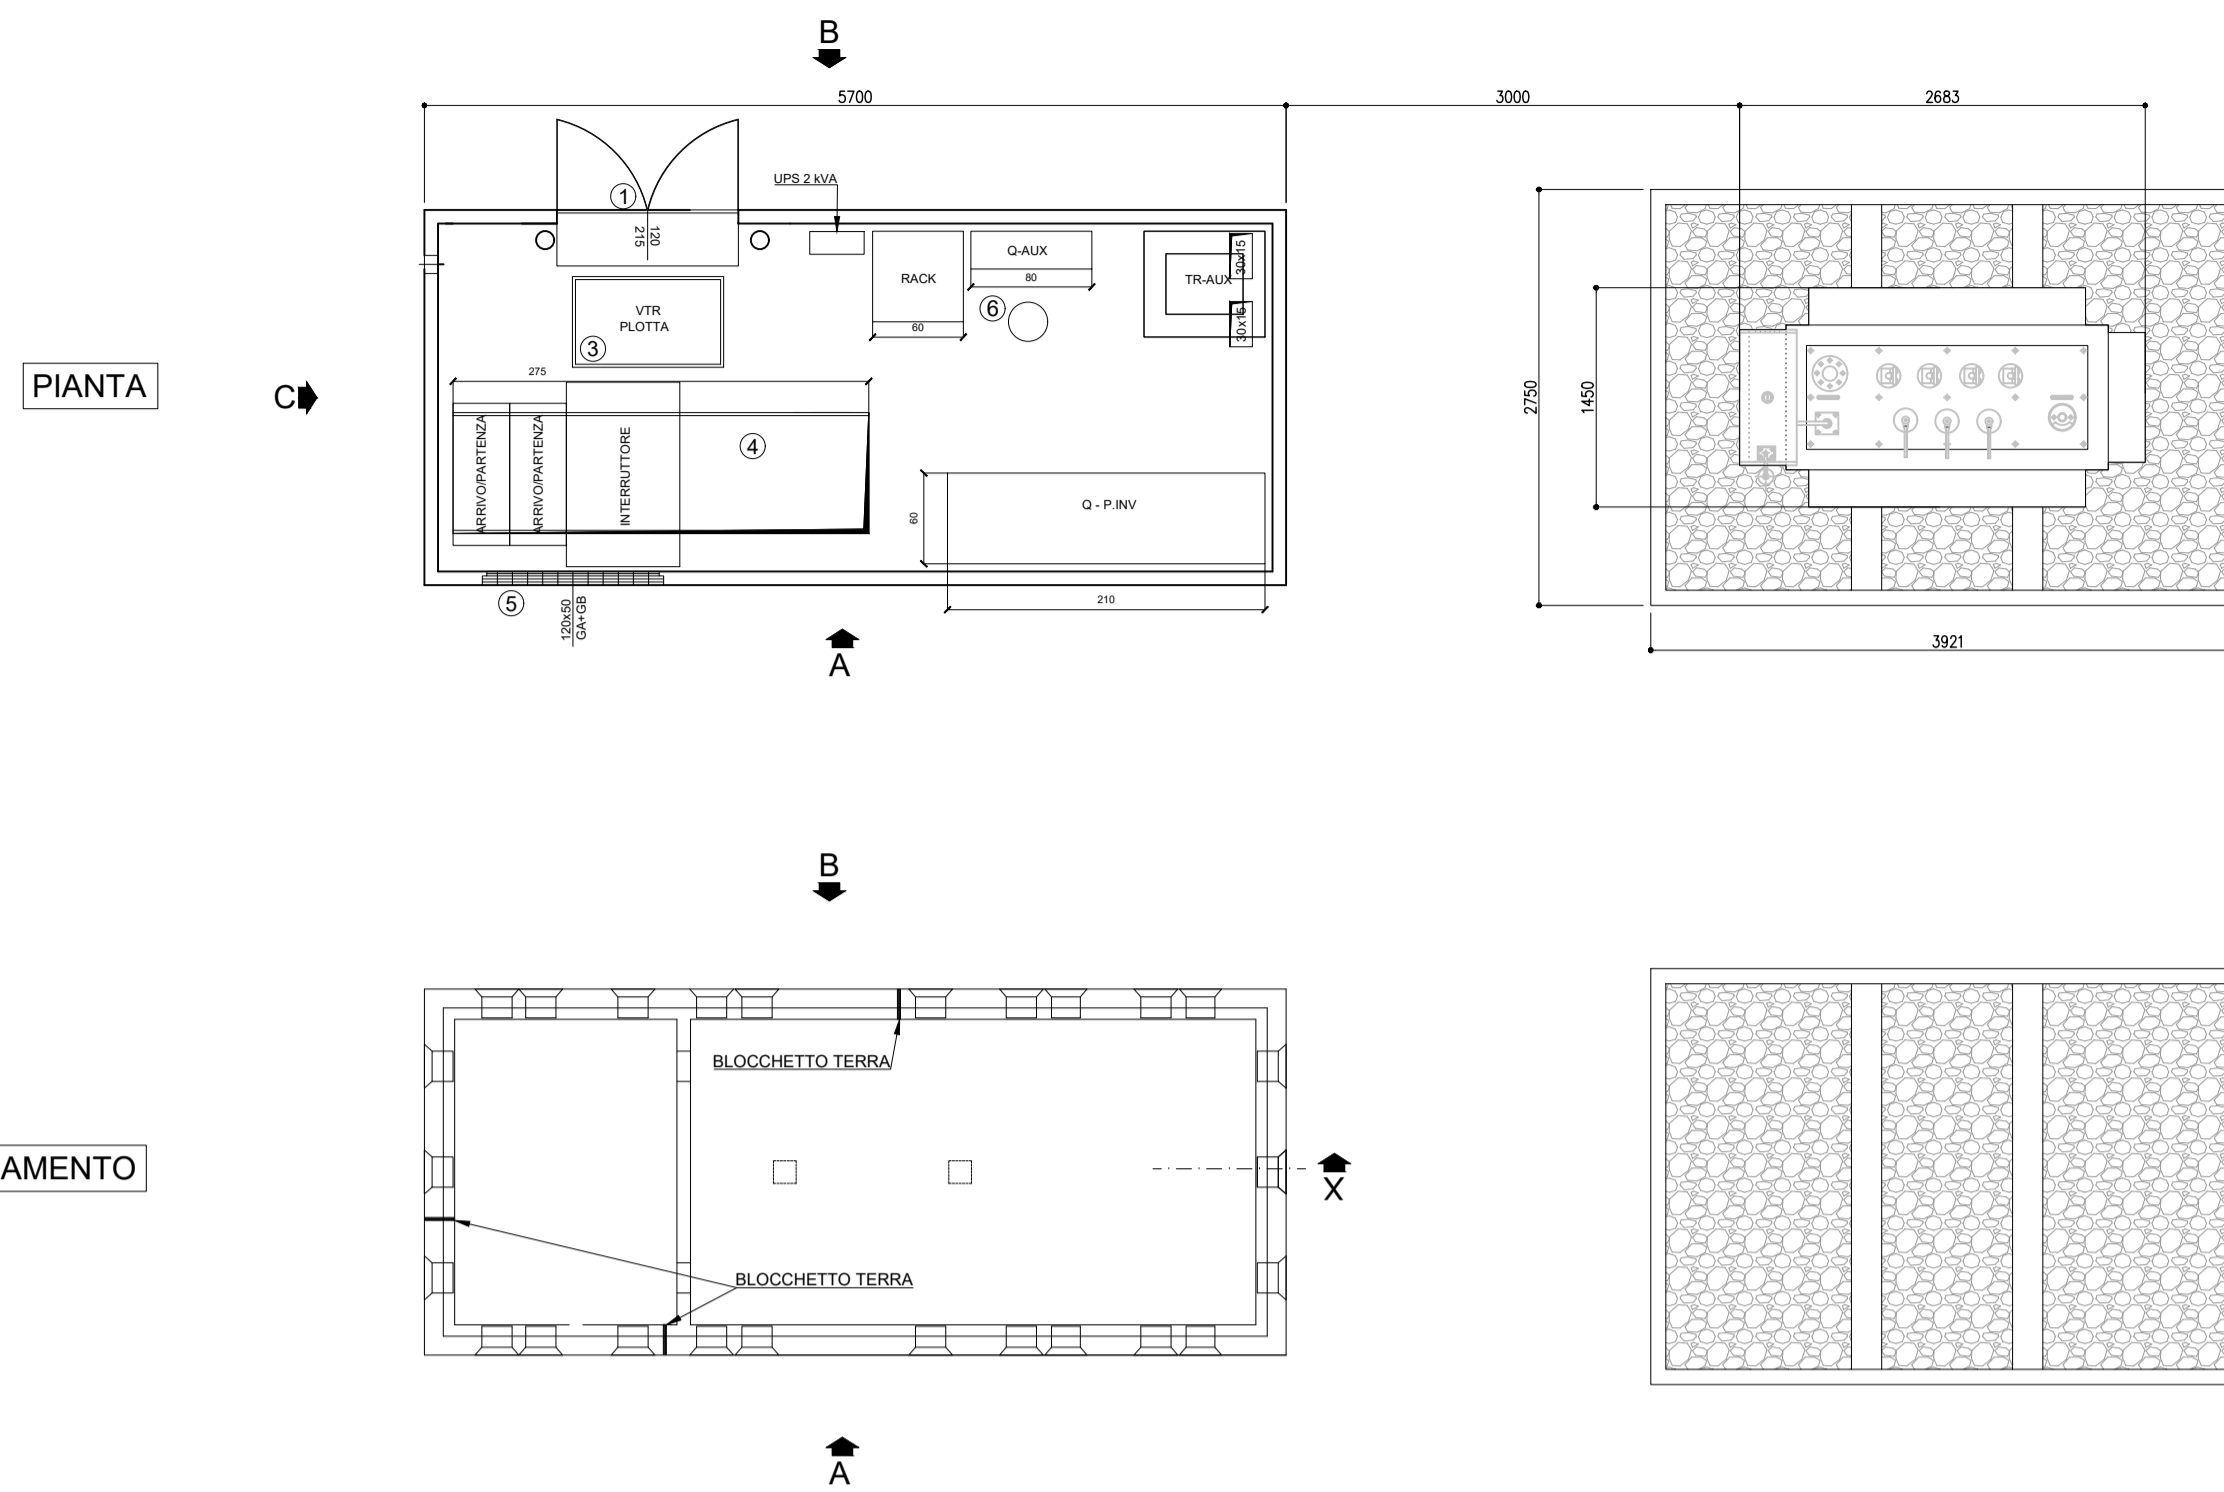 B
5700
3000
2683
UPS 2 kVA
1
120
215
Q-AUX
80
RACK
60
6
TR-AUX
30x15
30x15
VTR
PLOTTA
3
PIANTA
C
275
4
ARRIVO/PARTENZA
ARRIVO/PARTENZA
INTERRUTTORE
2750
1450
Q - P.INV
60
210
5
120x50
GA+GB
A
3921
B
BLOCCHETTO TERRA
AMENTO
X
BLOCCHETTO TERRA
A